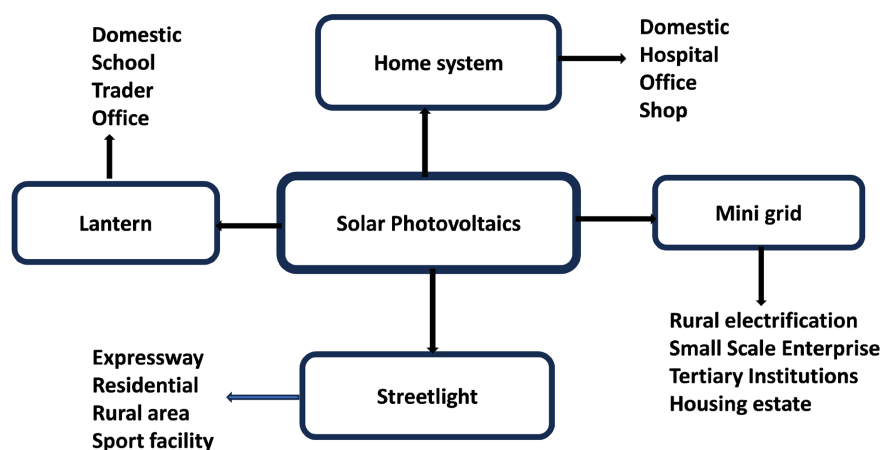 Domestic
School
Trader
Office
Home system
Domestic
Hospital
Office
Shop
Lantern
Solar Photovoltaics
Mini grid
Expressway
Residential
Rural area
Sport facility
Streetlight
Rural electrification
Small Scale Enterprise
Tertiary Institutions
Housing estate